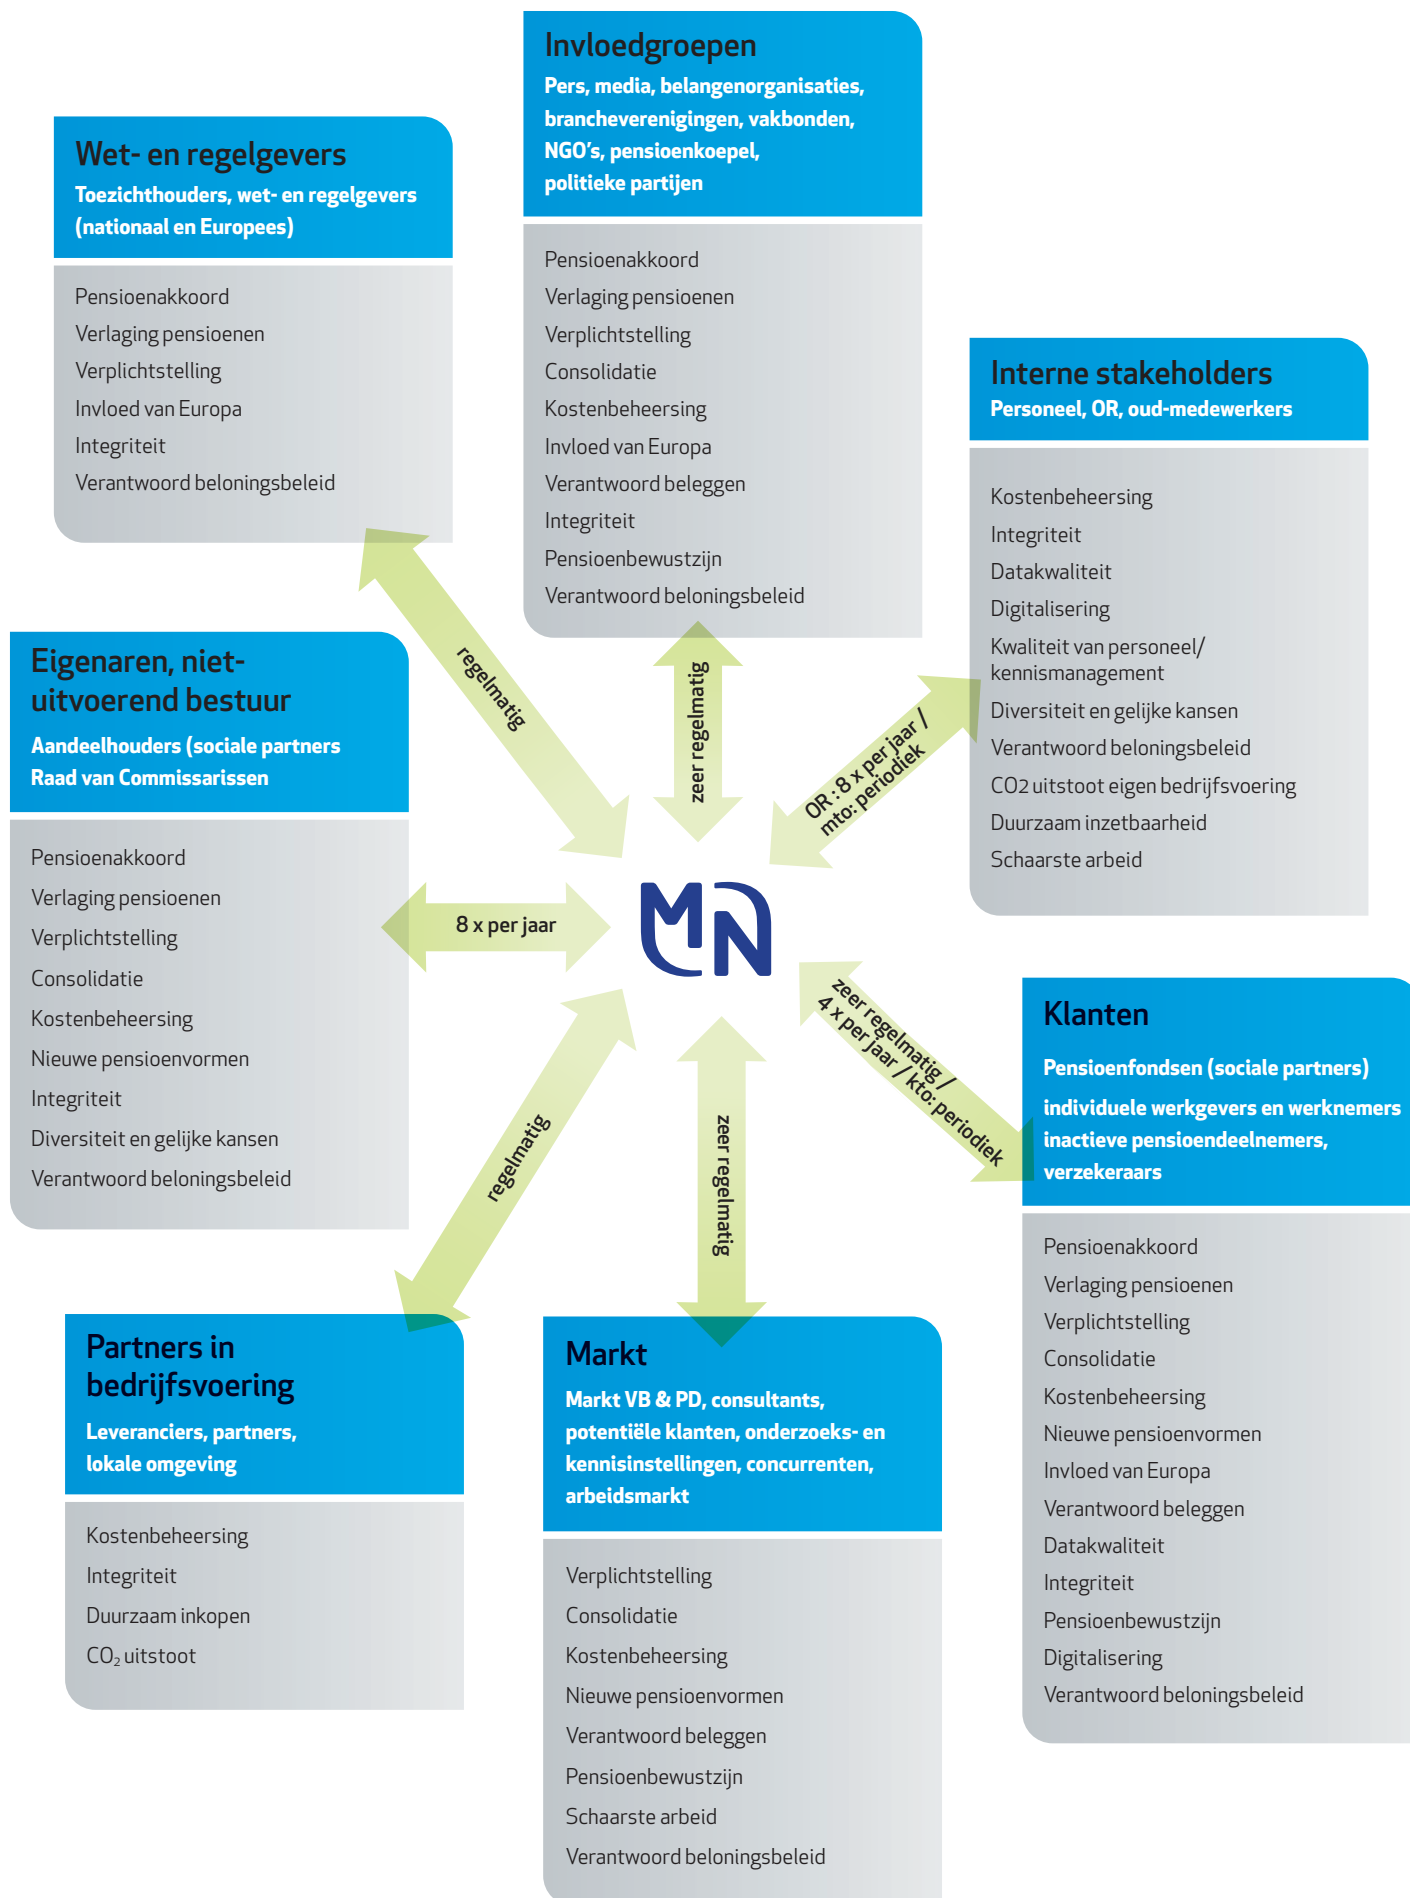 Invloedgroepen
Pers, media, belangenorganisaties,
brancheverenigingen, vakbonden,
NGO's, pensioenkoepel,
politieke partijen
Pensioenakkoord
Verlaging pensioenen
Verplichtstelling
Consolidatie
Kostenbeheersing
Invloed van Europa
Verantwoord beleggen
Integriteit
Pensioenbewustzijn
Verantwoord beloningsbeleid
Wet- en regelgevers
Toezichthouders, wet- en regelgevers
(nationaal en Europees)
Pensioenakkoord
Verlaging pensioenen
Verplichtstelling
Invloed van Europa
Integriteit
Verantwoord beloningsbeleid
Interne stakeholders
Personeel, OR, oud-medewerkers
Kostenbeheersing
Integriteit
Datakwaliteit
Digitalisering
Kwaliteit van personeel/
kennismanagement
Diversiteit en gelijke kansen
Verantwoord beloningsbeleid
CO2 uitstoot eigen bedrijfsvoering
Duurzaam inzetbaarheid
Schaarste arbeid
Eigenaren, niet-
uitvoerend bestuur
Aandeelhouders (sociale partners
Raad van Commissarissen
Pensioenakkoord
Verlaging pensioenen
Verplichtstelling
Consolidatie
Kostenbeheersing
Nieuwe pensioenvormen
Integriteit
Diversiteit en gelijke kansen
Verantwoord beloningsbeleid
regelmatig
zeer regelmatig
OR : 8 x per jaar /
mto: periodiek
8 x per jaar
MN
zeer regelmatig /
4 x per jaar / kto: periodiek
regelmatig
zeer regelmatig
Klanten
Pensioenfondsen (sociale partners)
individuele werkgevers en werknemers
inactieve pensioendeelnemers,
verzekeraars
Pensioenakkoord
Verlaging pensioenen
Verplichtstelling
Consolidatie
Kostenbeheersing
Nieuwe pensioenvormen
Invloed van Europa
Verantwoord beleggen
Datakwaliteit
Integriteit
Pensioenbewustzijn
Digitalisering
Verantwoord beloningsbeleid
Partners in
bedrijfsvoering
Leveranciers, partners,
lokale omgeving
Kostenbeheersing
Integriteit
Duurzaam inkopen
CO₂ uitstoot
Markt
Markt VB & PD, consultants,
potentiële klanten, onderzoeks- en
kennisinstellingen, concurrenten,
arbeidsmarkt
Verplichtstelling
Consolidatie
Kostenbeheersing
Nieuwe pensioenvormen
Verantwoord beleggen
Pensioenbewustzijn
Schaarste arbeid
Verantwoord beloningsbeleid